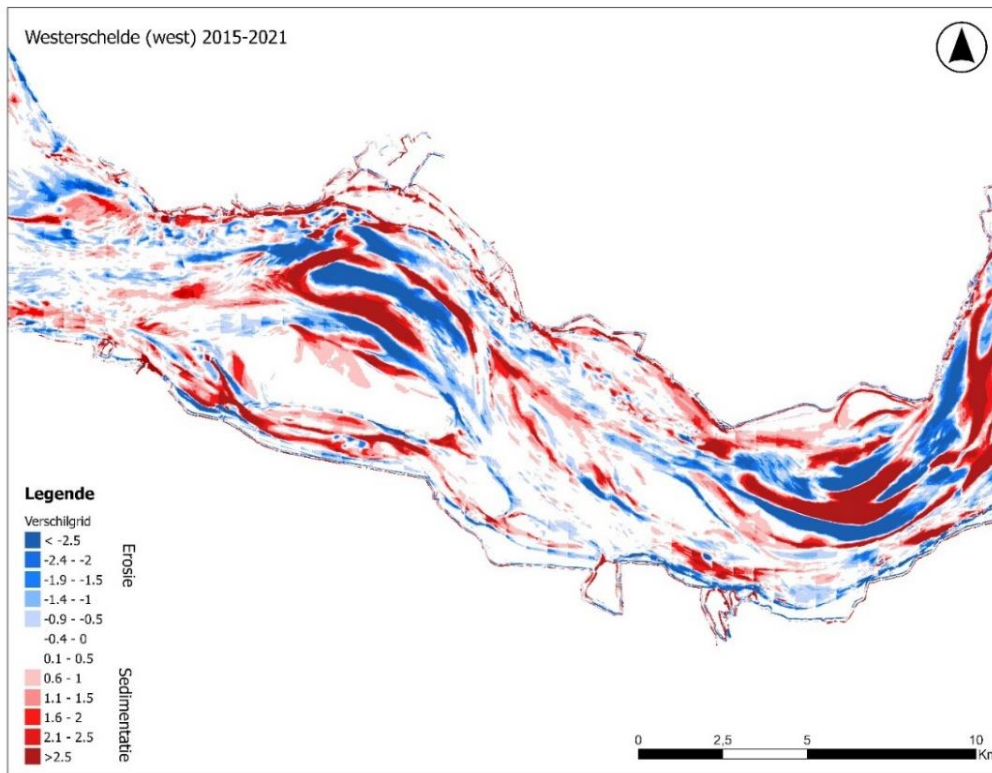 Westerschelde (west) 2015-2021
Legende
Verschilgrid
< -2.5
-2.4 - -2
-1.9 - -1.5
-1.4 - -1
-0.9 - -0.5
-0.4 - 0
0.1 - 0.5
0.6 - 1
1.1 - 1.5
1.6 - 2
2.1 - 2.5
>2.5
Erosie
Sedimentatie
0 2,5 5 10
Km